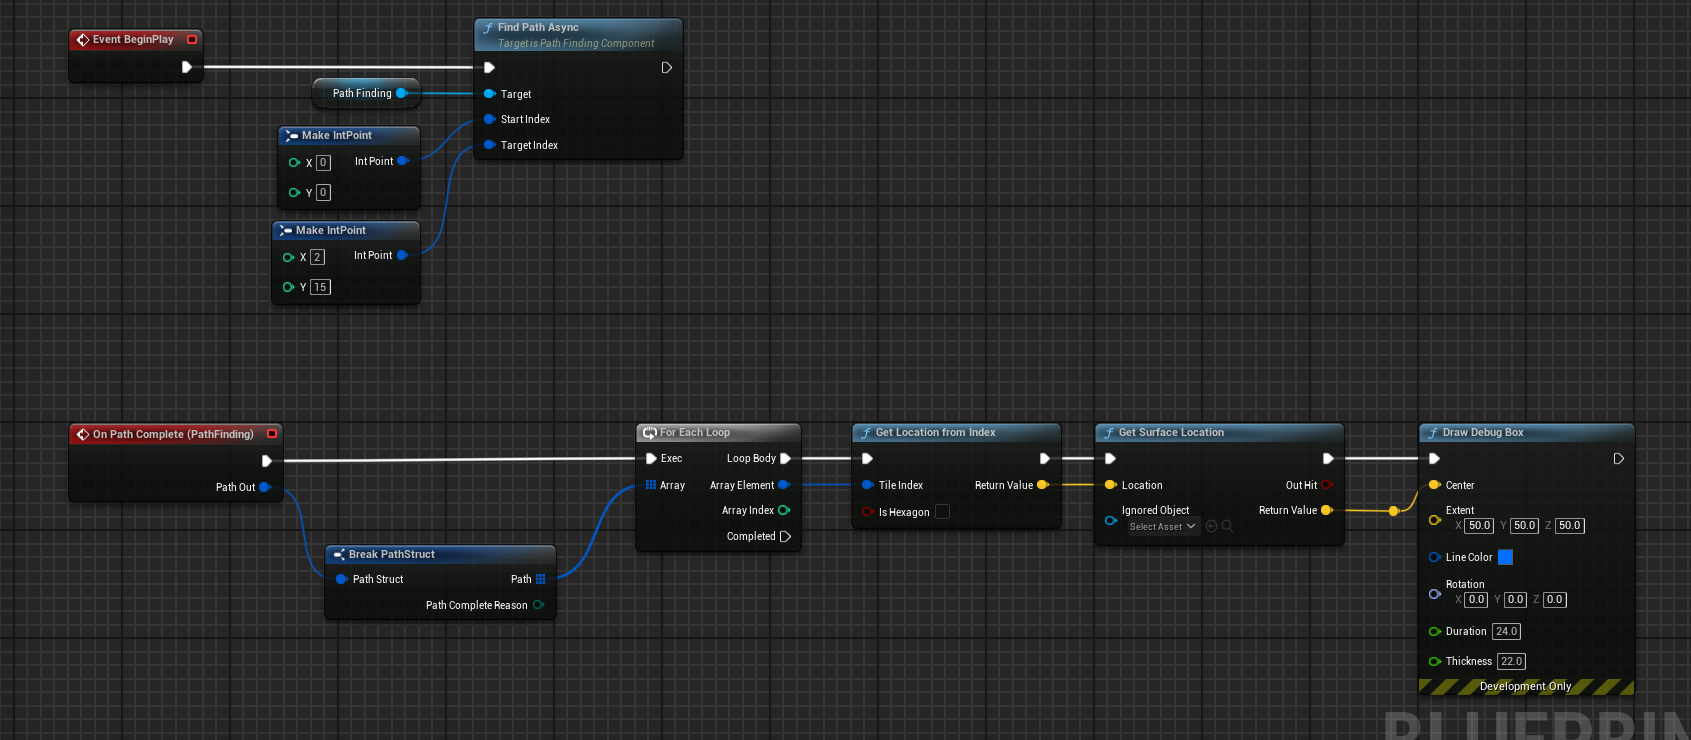 Event BeginPlay
Find Path Async
Target is Path Finding Component
Path Finding
Target
Start Index
Target Index
Make IntPoint
X 0
Int Point
Y 0
Make IntPoint
X 2
Int Point
Y 15
On Path Complete (PathFinding)
Path Out
Break PathStruct
Path Struct
Path
Path Complete Reason
For Each Loop
Exec
Loop Body
Array
Array Element
Array Index
Completed
Get Location from Index
Tile Index
Return Value
Is Hexagon
Get Surface Location
Location
Out Hit
Ignored Object
Select Asset
Return Value
Draw Debug Box
Center
Extent
X 50.0 Y 50.0 Z 50.0
Line Color
Rotation
X 0.0 Y 0.0 Z 0.0
Duration 24.0
Thickness 22.0
Development Only